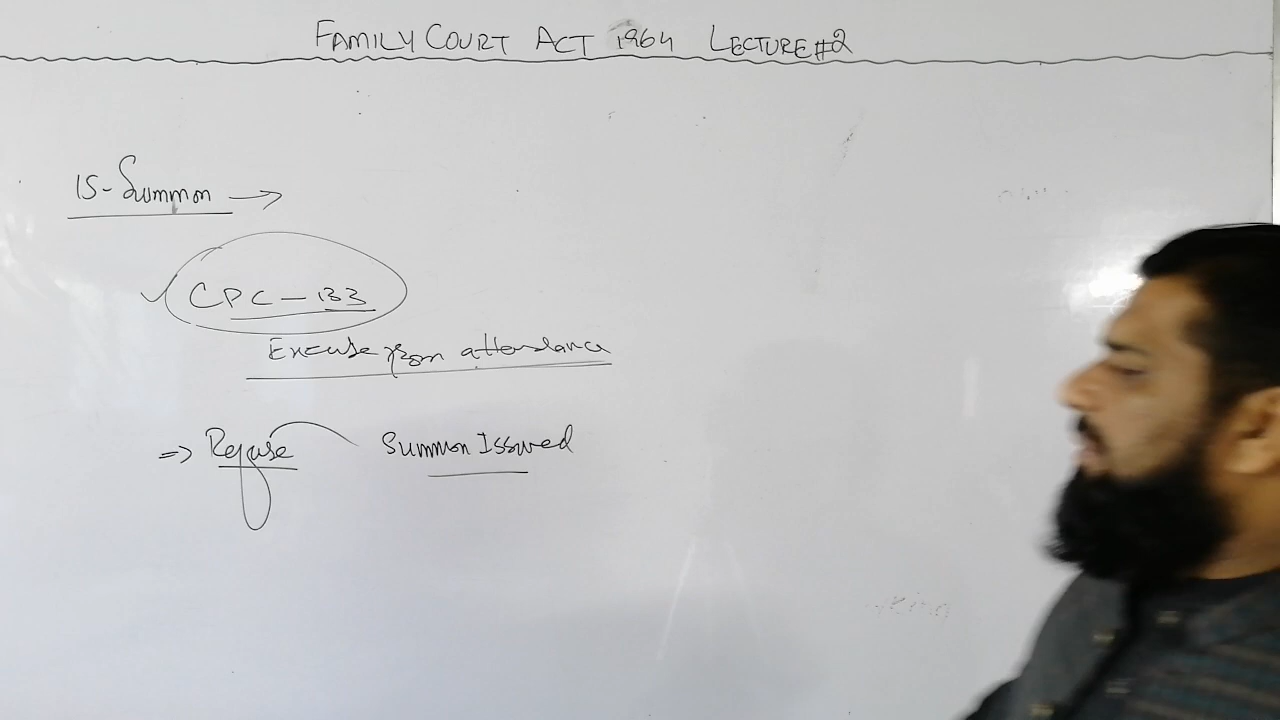 FAMILY COURT ACT 1964 LECTURE#2
15-Summon →
✓ CPC-133
Excuse from attendance
⇒ Refuse Summon Issued